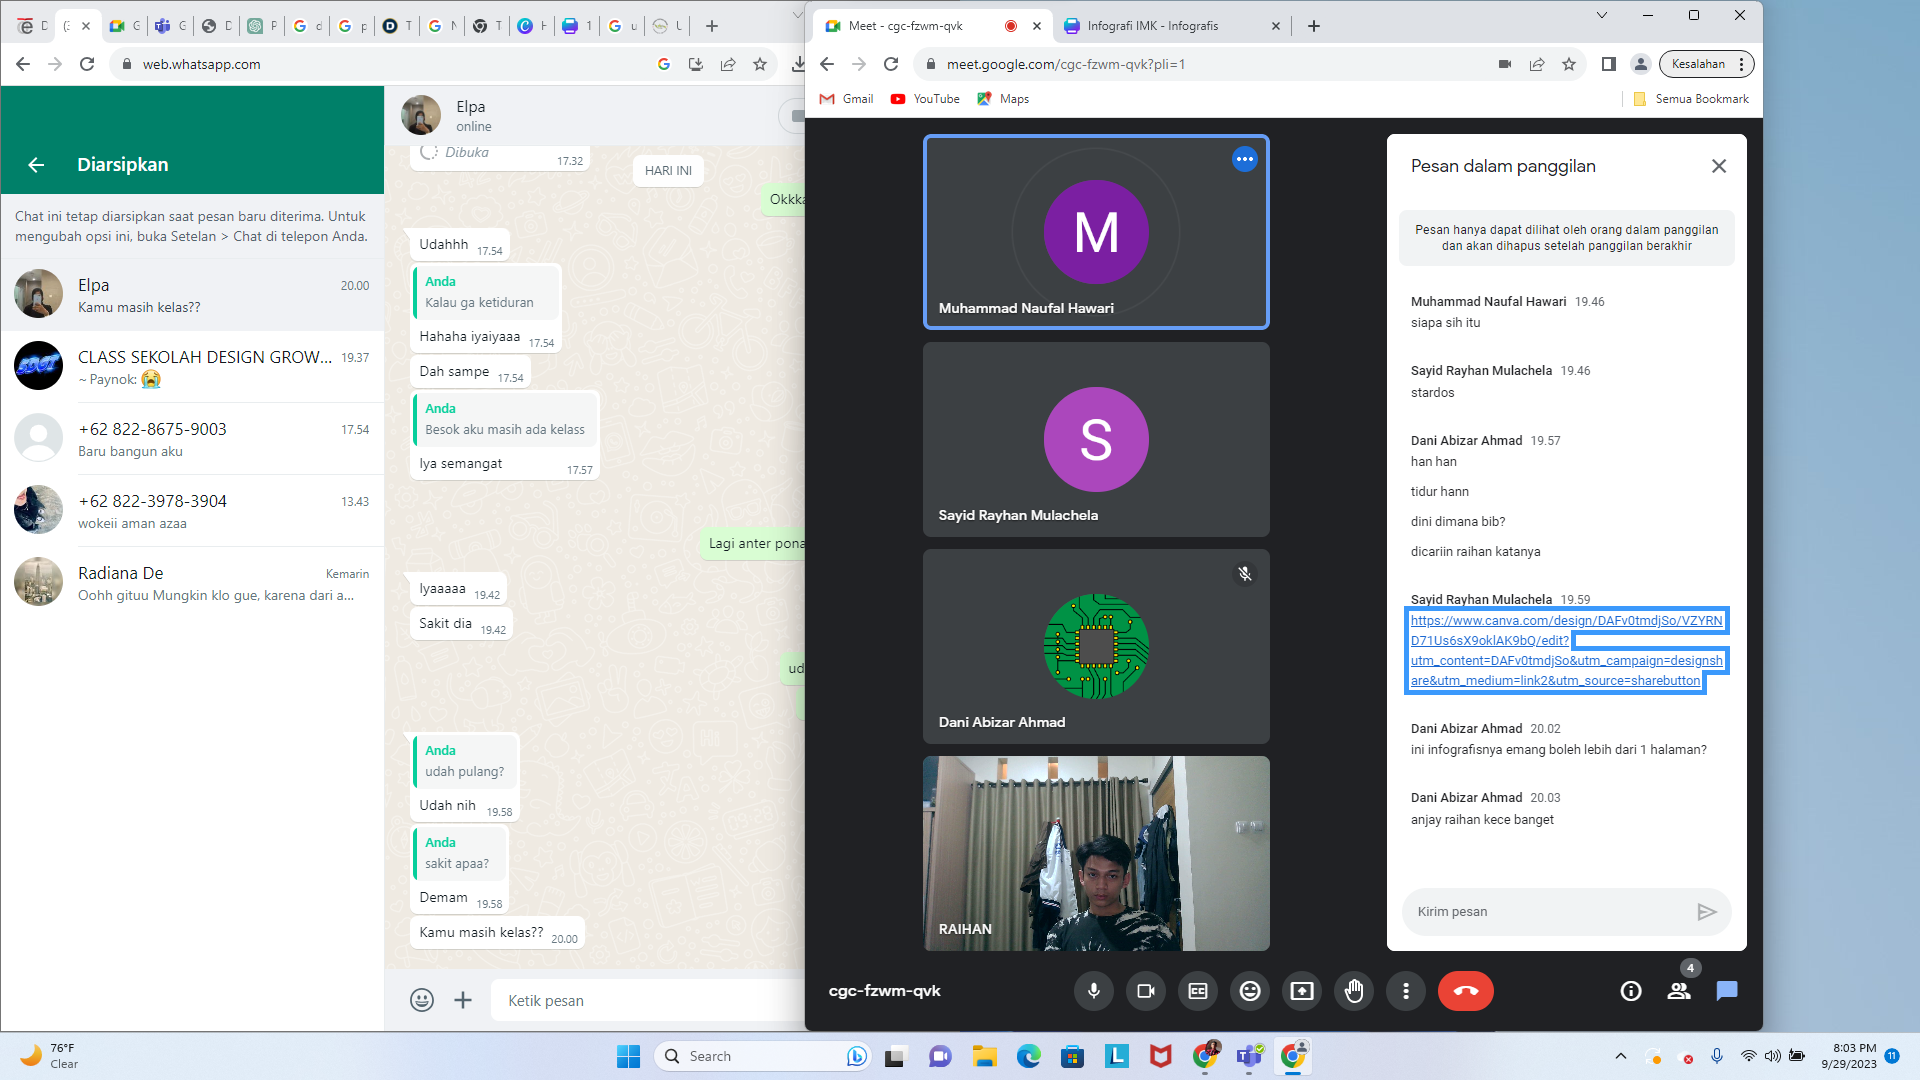 web.whatsapp.com
Diarsipkan
Chat ini tetap diarsipkan saat pesan baru diterima. Untuk
mengubah opsi ini, buka Setelan > Chat di telepon Anda.
Elpa
20.00
Kamu masih kelas??
CLASS SEKOLAH DESIGN GROW...
19.37
~ Paynok: 😭
+62 822-8675-9003
17.54
Baru bangun aku
+62 822-3978-3904
13.43
wokeii aman azaa
Radiana De
Kemarin
Oohh gituu Mungkin klo gue, karena dari a...
Elpa
online
Dibuka
17.32
HARI INI
Okkka
Udahhh
17.54
Anda
Kalau ga ketiduran
Hahaha iyaiyaaa
17.54
Dah sampe
17.54
Anda
Besok aku masih ada kelass
Iya semangat
17.57
Lagi anter pona
Iyaaaaa
19.42
Sakit dia
19.42
ud
Anda
udah pulang?
Udah nih
19.58
Anda
sakit apaa?
Demam
19.58
Kamu masih kelas??
20.00
Ketik pesan
Meet - cgc-fzwm-qvk
Infografi IMK - Infografis
meet.google.com/cgc-fzwm-qvk?pli=1
Kesalahan
Gmail
YouTube
Maps
Semua Bookmark
M
Muhammad Naufal Hawari
S
Sayid Rayhan Mulachela
Dani Abizar Ahmad
RAIHAN
Pesan dalam panggilan
Pesan hanya dapat dilihat oleh orang dalam panggilan
dan akan dihapus setelah panggilan berakhir
Muhammad Naufal Hawari 19.46
siapa sih itu
Sayid Rayhan Mulachela 19.46
stardos
Dani Abizar Ahmad 19.57
han han
tidur hann
dini dimana bib?
dicariin raihan katanya
Sayid Rayhan Mulachela 19.59
https://www.canva.com/design/DAFv0tmdjSo/VZYRN
D71Us6sX9oklAK9bQ/edit?
utm_content=DAFv0tmdjSo&utm_campaign=designsh
are&utm_medium=link2&utm_source=sharebutton
Dani Abizar Ahmad 20.02
ini infografisnya emang boleh lebih dari 1 halaman?
Dani Abizar Ahmad 20.03
anjay raihan kece banget
Kirim pesan
cgc-fzwm-qvk
4
76°F
Clear
Search
8:03 PM
9/29/2023
11